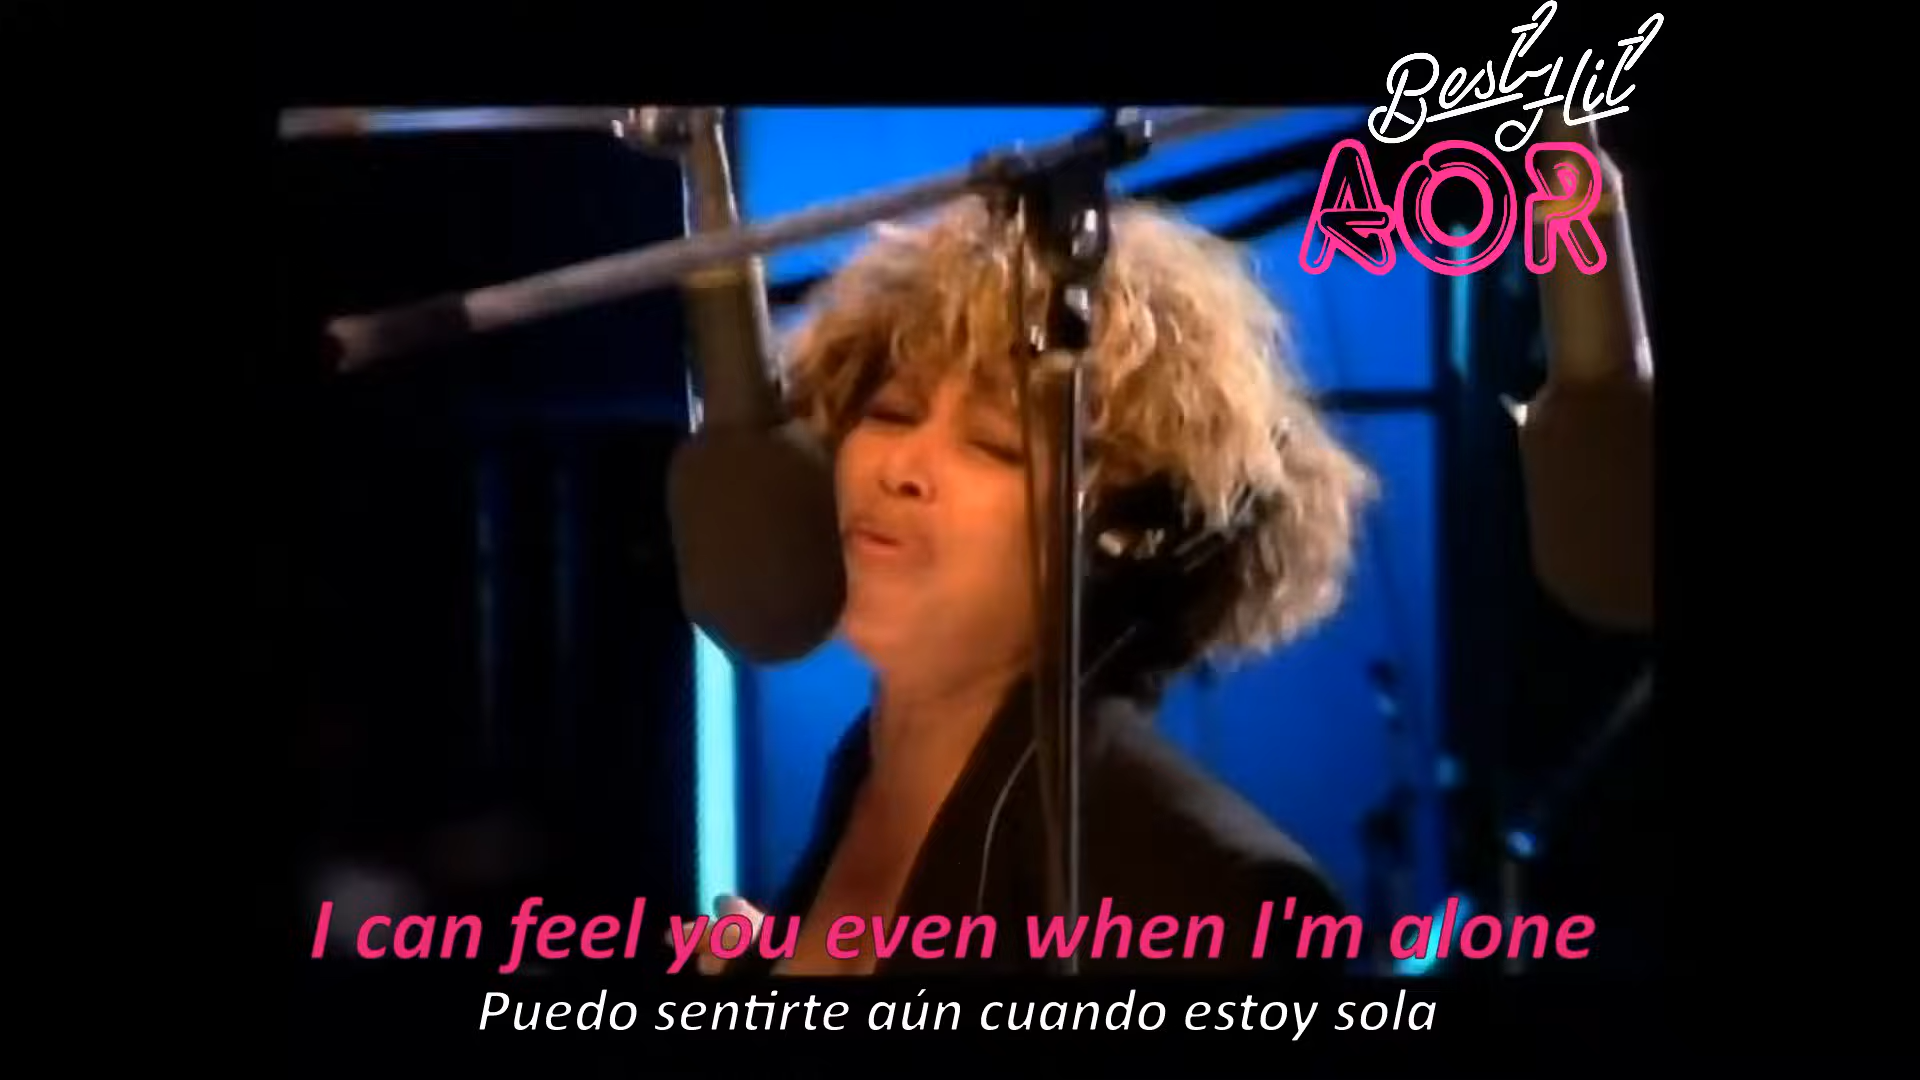 Best Hit
AOR
I can feel you even when I'm alone
Puedo sentirte aún cuando estoy sola